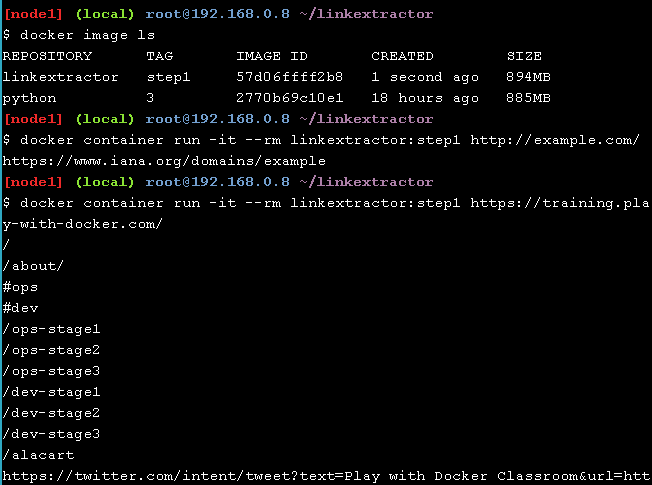 [node1] (local) root@192.168.0.8 ~/linkextractor
$ docker image ls
REPOSITORY TAG IMAGE ID CREATED SIZE
linkextractor step1 57d06ffff2b8 1 second ago 894MB
python 3 2770b69c10e1 18 hours ago 885MB
[node1] (local) root@192.168.0.8 ~/linkextractor
$ docker container run -it --rm linkextractor:step1 http://example.com/
https://www.iana.org/domains/example
[node1] (local) root@192.168.0.8 ~/linkextractor
$ docker container run -it --rm linkextractor:step1 https://training.pla
y-with-docker.com/
/
/about/
#ops
#dev
/ops-stage1
/ops-stage2
/ops-stage3
/dev-stage1
/dev-stage2
/dev-stage3
/alacart
https://twitter.com/intent/tweet?text=Play with Docker Classroom&url=htt